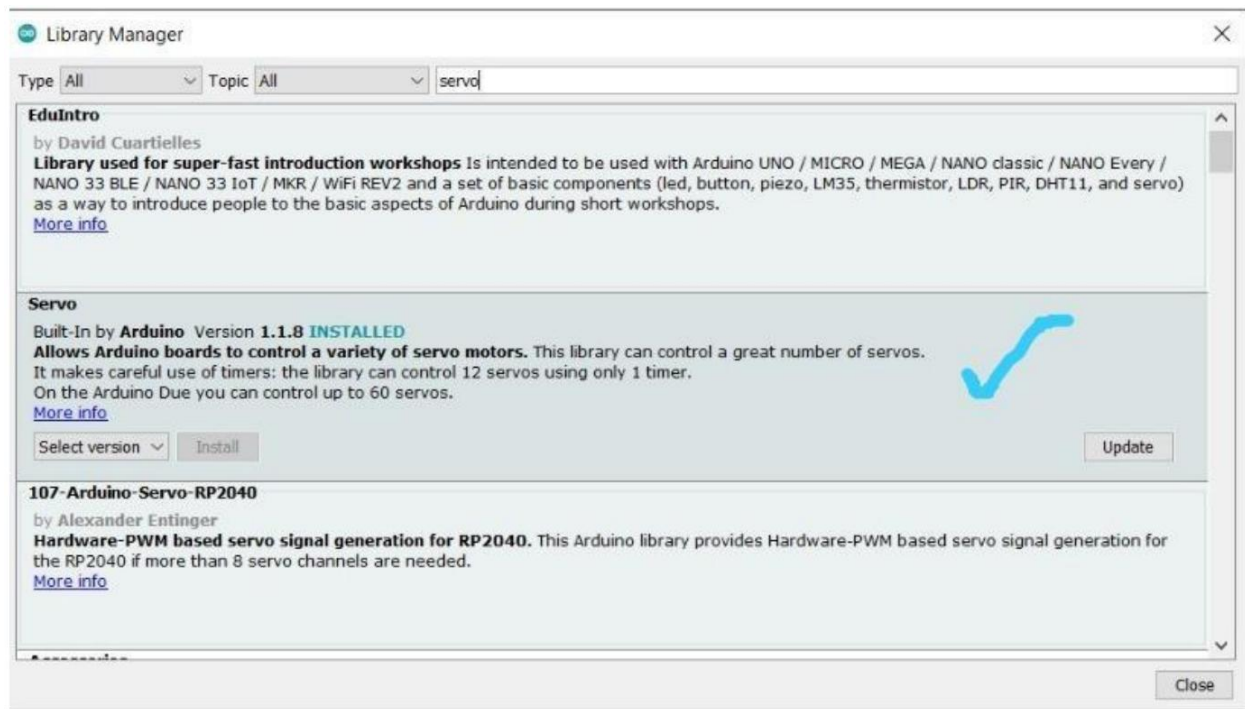 Library Manager
Type All Topic All servo
EduIntro
by David Cuartielles
Library used for super-fast introduction workshops Is intended to be used with Arduino UNO / MICRO / MEGA / NANO classic / NANO Every /
NANO 33 BLE / NANO 33 IoT / MKR / WiFi REV2 and a set of basic components (led, button, piezo, LM35, thermistor, LDR, PIR, DHT11, and servo)
as a way to introduce people to the basic aspects of Arduino during short workshops.
More info
Servo
Built-In by Arduino Version 1.1.8 INSTALLED
Allows Arduino boards to control a variety of servo motors. This library can control a great number of servos.
It makes careful use of timers: the library can control 12 servos using only 1 timer.
On the Arduino Due you can control up to 60 servos.
More info
Select version Install Update
107-Arduino-Servo-RP2040
by Alexander Entinger
Hardware-PWM based servo signal generation for RP2040. This Arduino library provides Hardware-PWM based servo signal generation for
the RP2040 if more than 8 servo channels are needed.
More info
Close